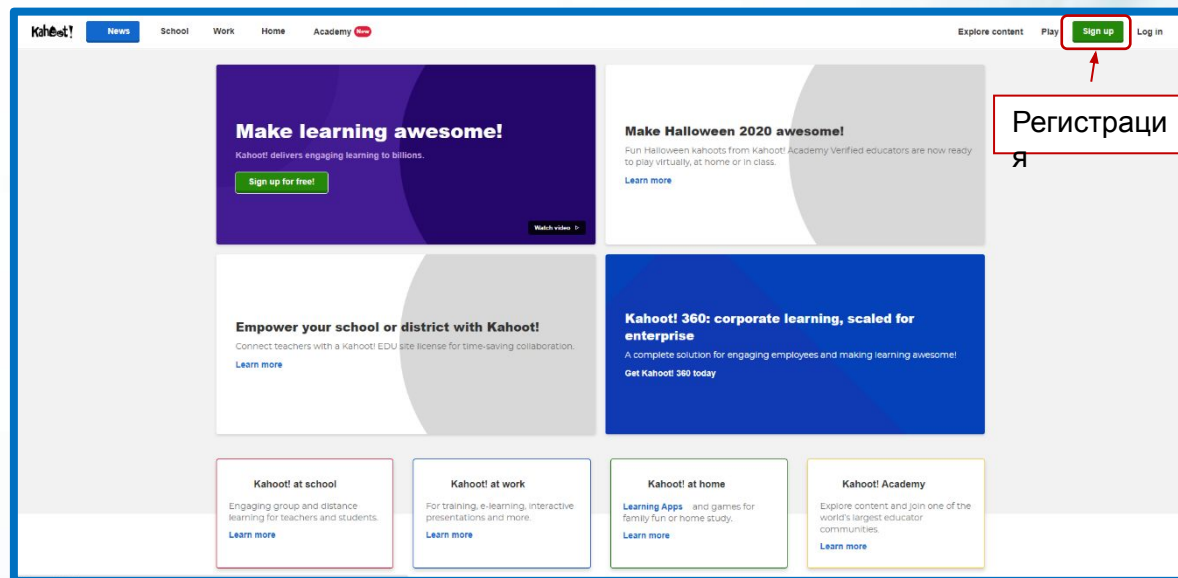 Kahoot! News School Work Home Academy New Explore content Play Sign up Log in
Регистраци
я
Make learning awesome!
Kahoot! delivers engaging learning to billions.
Sign up for free!
Watch video
Make Halloween 2020 awesome!
Fun Halloween kahoots from Kahoot! Academy Verified educators are now ready
to play virtually, at home or in class.
Learn more
Empower your school or district with Kahoot!
Connect teachers with a Kahoot! EDU site license for time-saving collaboration.
Learn more
Kahoot! 360: corporate learning, scaled for
enterprise
A complete solution for engaging employees and making learning awesome!
Get Kahoot! 360 today
Kahoot! at school
Engaging group and distance
learning for teachers and students.
Learn more
Kahoot! at work
For training, e-learning, interactive
presentations and more.
Learn more
Kahoot! at home
Learning Apps and games for
family fun or home study.
Learn more
Kahoot! Academy
Explore content and join one of the
world's largest educator
communities.
Learn more